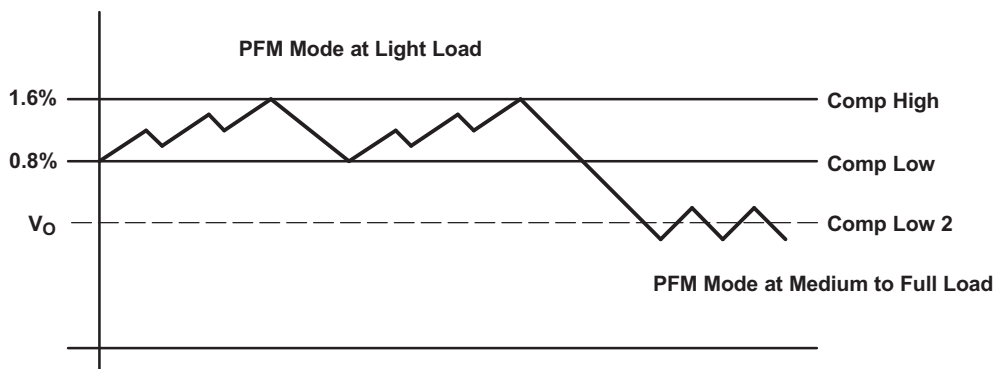 PFM Mode at Light Load
1.6%
Comp High
0.8%
Comp Low
VO
Comp Low 2
PFM Mode at Medium to Full Load